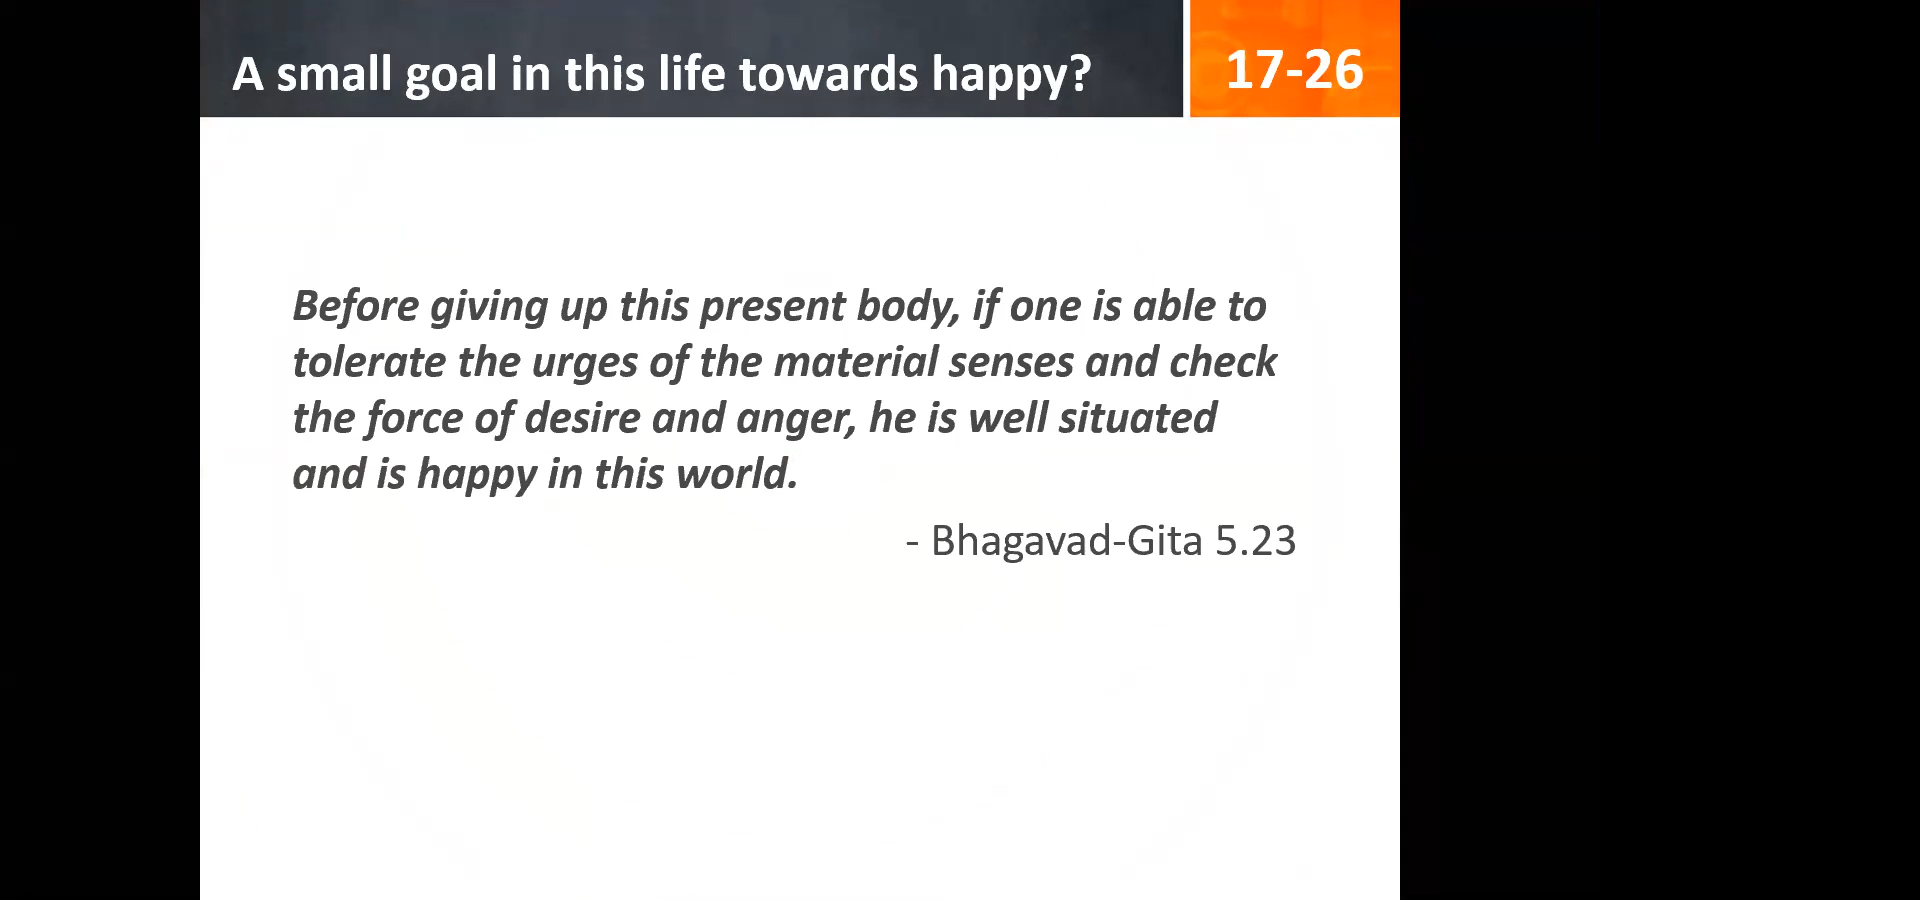 A small goal in this life towards happy?
17-26
Before giving up this present body, if one is able to
tolerate the urges of the material senses and check
the force of desire and anger, he is well situated
and is happy in this world.
- Bhagavad-Gita 5.23